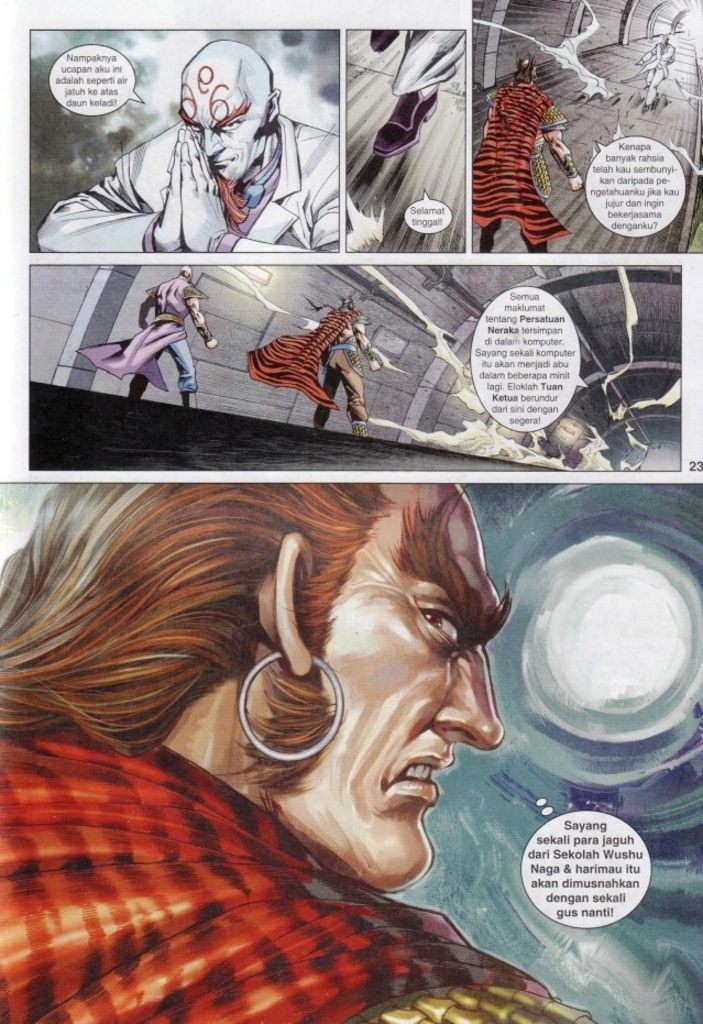 Nampaknya
ucapan aku ini
adalah seperti air
jatuh ke atas
daun keladi!
Selamat
tinggal!
Kenapa
banyak rahsia
telah kau sembunyi-
kan daripada pe-
ngetahuanku jika kau
jujur dan ingin
bekerjasama
denganku?
Semua
maklumat
tentang Persatuan
Neraka tersimpan
di dalam komputer.
Sayang sekali komputer
itu akan menjadi abu
dalam beberapa minit
lagi. Eloklah Tuan
Ketua berundur
dari sini dengan
segera!
23
Sayang
sekali para jaguh
dari Sekolah Wushu
Naga & harimau itu
akan dimusnahkan
dengan sekali
gus nanti!